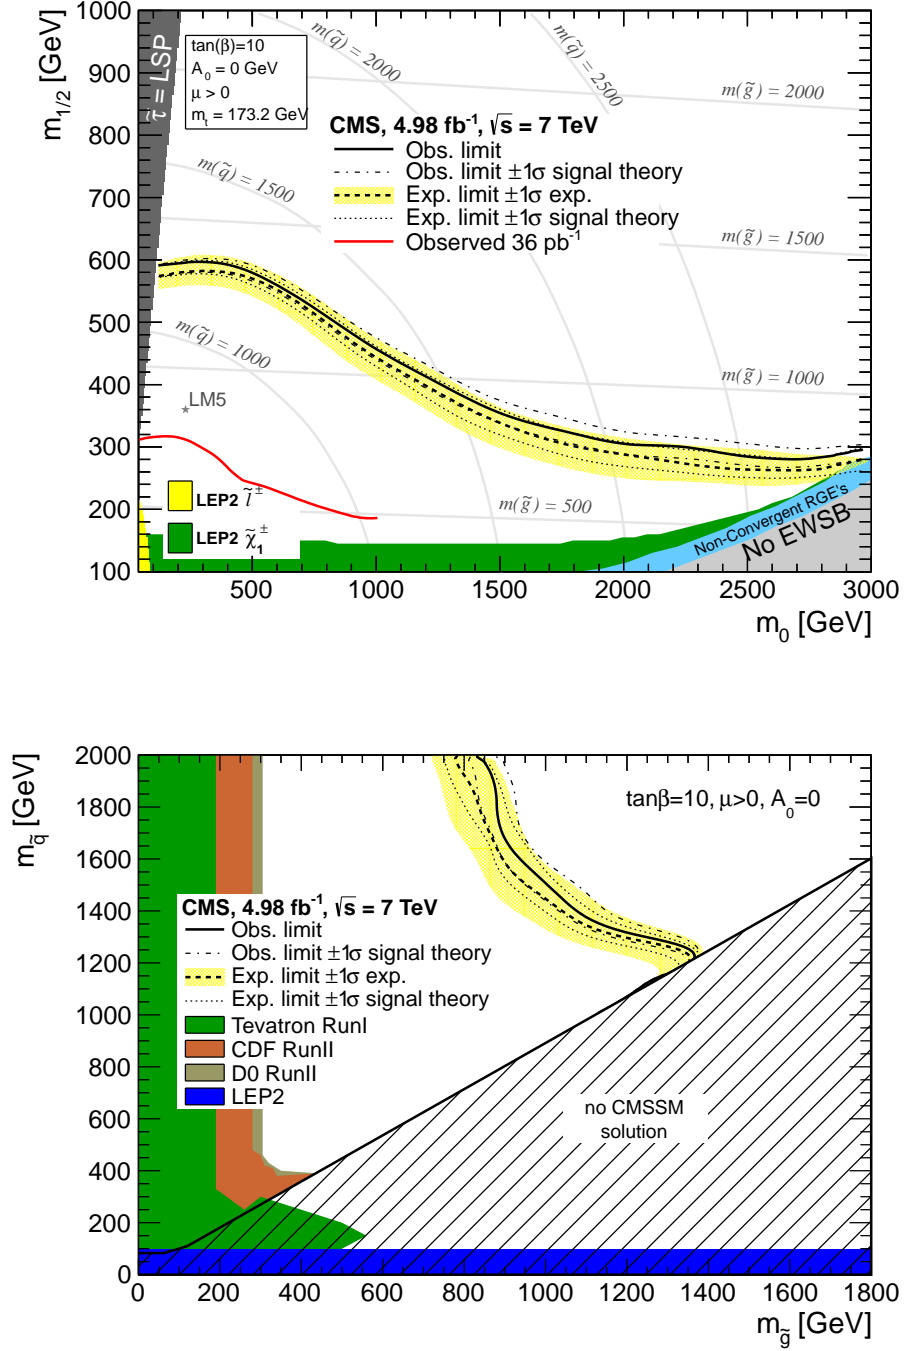 m1/2 [GeV]
1000
900
800
700
600
500
400
300
200
100
τ̃ = LSP
tan(β)=10
A0 = 0 GeV
μ > 0
mt = 173.2 GeV
m(q̃) = 2000
m(q̃) = 2500
m(g̃) = 2000
CMS, 4.98 fb-1, √s = 7 TeV
Obs. limit
Obs. limit ±1σ signal theory
Exp. limit ±1σ exp.
Exp. limit ±1σ signal theory
Observed 36 pb-1
m(q̃) = 1500
m(g̃) = 1500
m(q̃) = 1000
m(g̃) = 1000
LM5
m(g̃) = 500
LEP2 l̃±
LEP2 χ̃1±
Non-Convergent RGE's
No EWSB
500 1000 1500 2000 2500 3000
m0 [GeV]
mq̃ [GeV]
2000
1800
1600
1400
1200
1000
800
600
400
200
0
tanβ=10, μ>0, A0=0
CMS, 4.98 fb-1, √s = 7 TeV
Obs. limit
Obs. limit ±1σ signal theory
Exp. limit ±1σ exp.
Exp. limit ±1σ signal theory
Tevatron RunI
CDF RunII
D0 RunII
LEP2
no CMSSM
solution
0 200 400 600 800 1000 1200 1400 1600 1800
mg̃ [GeV]